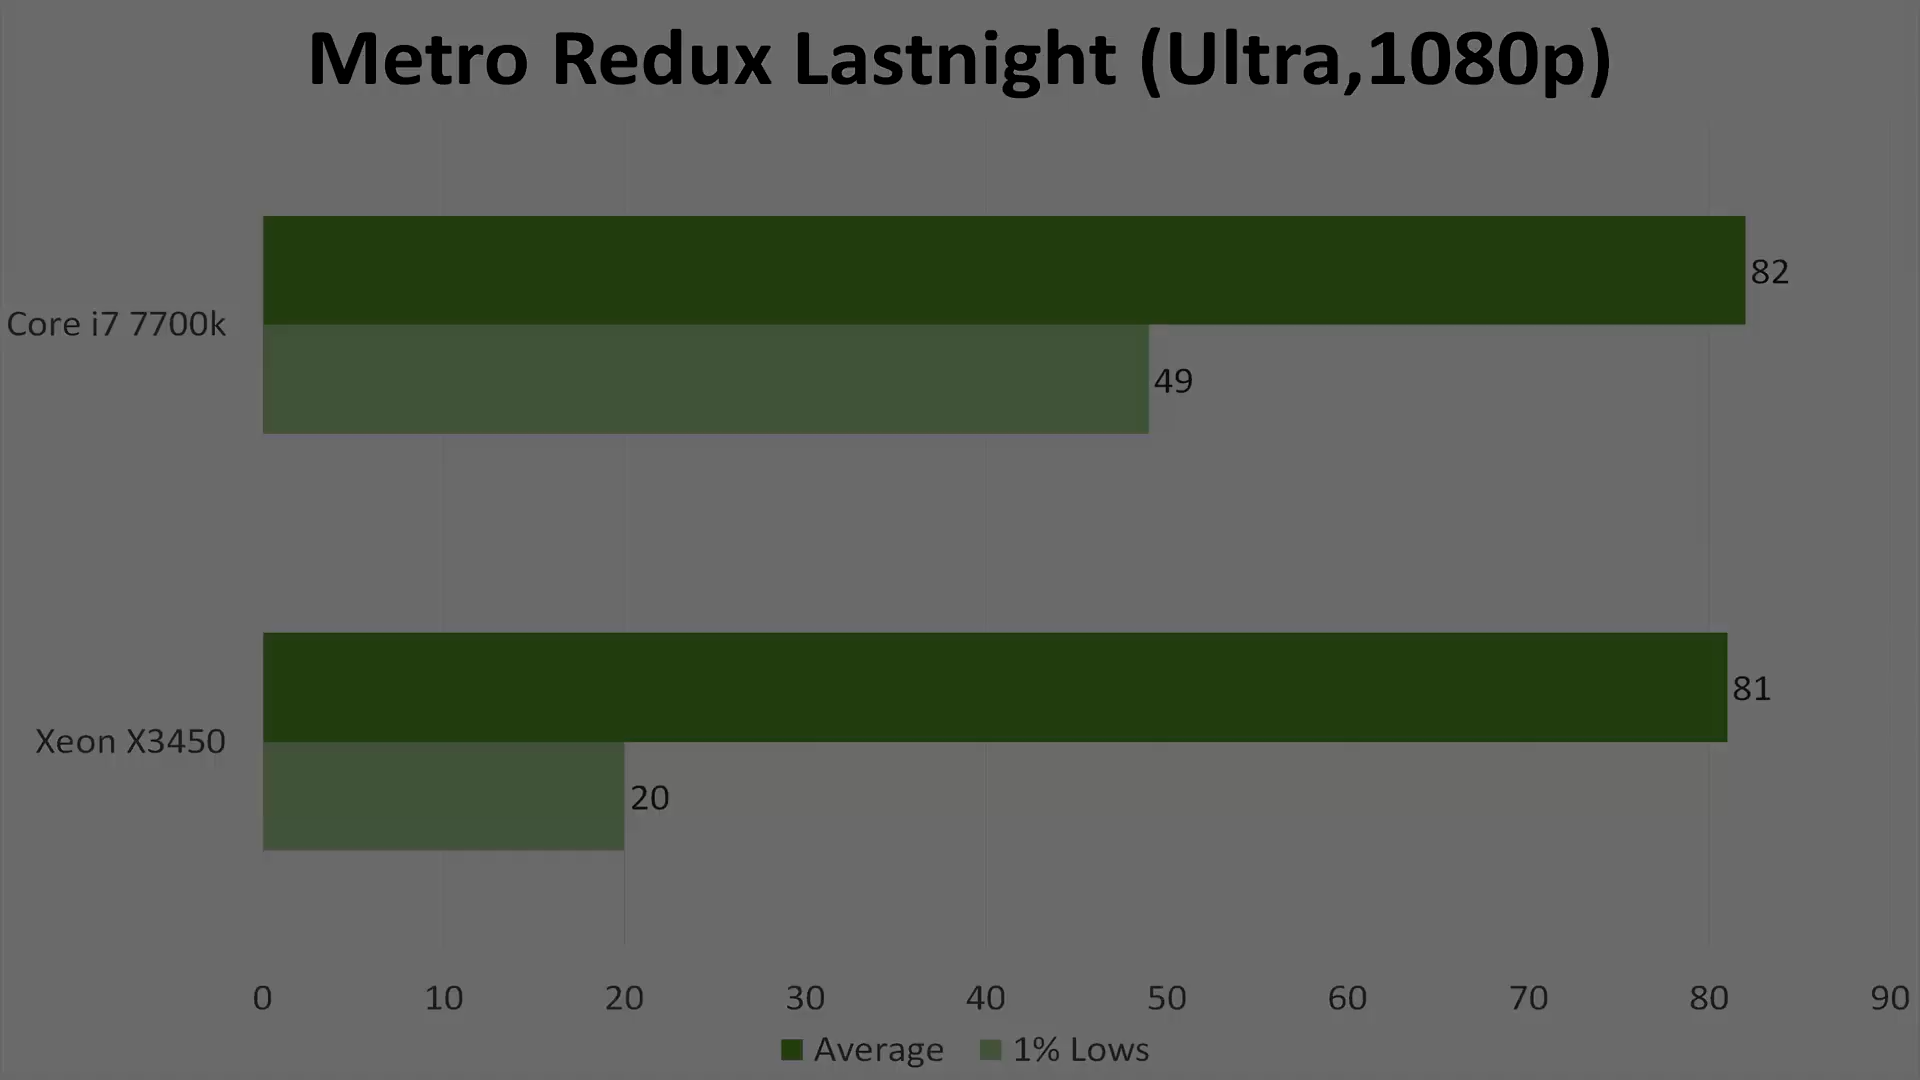 Metro Redux Lastnight (Ultra,1080p)
82
Core i7 7700k
49
81
Xeon X3450
20
0 10 20 30 40 50 60 70 80 90
Average 1% Lows